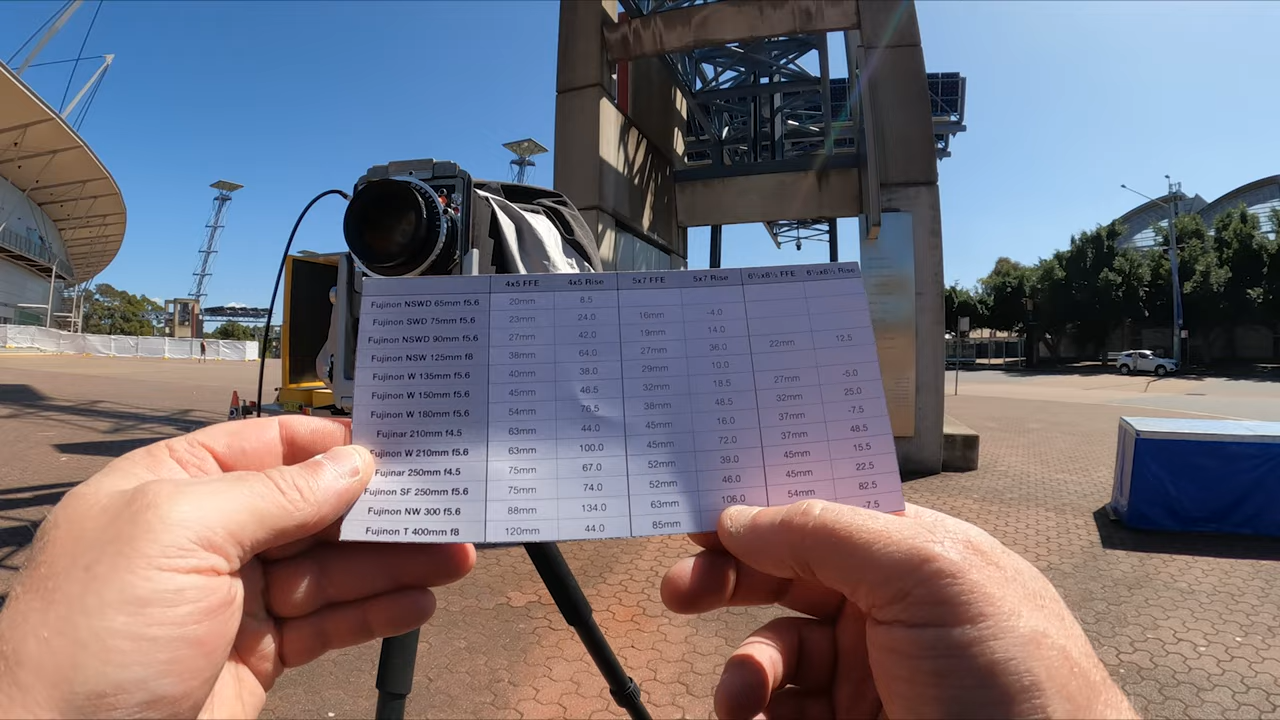 4x5 FFE 4x5 Rise 5x7 FFE 5x7 Rise 6½x8½ FFE 6½x8½ Rise
Fujinon NSWD 65mm f5.6 20mm 8.5
Fujinon SWD 75mm f5.6 23mm 24.0 16mm -4.0
Fujinon NSWD 90mm f5.6 27mm 42.0 19mm 14.0
Fujinon NSW 125mm f8 38mm 64.0 27mm 36.0 22mm 12.5
Fujinon W 135mm f5.6 40mm 38.0 29mm 10.0
Fujinon W 150mm f5.6 45mm 46.5 32mm 18.5 27mm -5.0
Fujinon W 180mm f5.6 54mm 76.5 38mm 48.5 32mm 25.0
Fujinar 210mm f4.5 63mm 44.0 45mm 16.0 37mm -7.5
Fujinon W 210mm f5.6 63mm 100.0 45mm 72.0 37mm 48.5
Fujinar 250mm f4.5 75mm 67.0 52mm 39.0 45mm 15.5
Fujinon SF 250mm f5.6 75mm 74.0 52mm 46.0 45mm 22.5
Fujinon NW 300 f5.6 88mm 134.0 63mm 106.0 54mm 82.5
Fujinon T 400mm f8 120mm 44.0 85mm -7.5